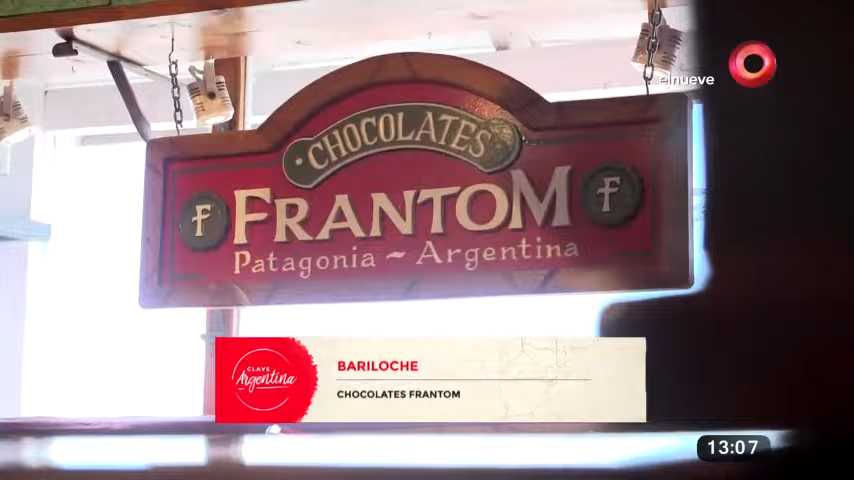 elnueve
CHOCOLATES
F FRANTOM F
Patagonia ~ Argentina
CLAVE
Argentina
BARILOCHE
CHOCOLATES FRANTOM
13:07